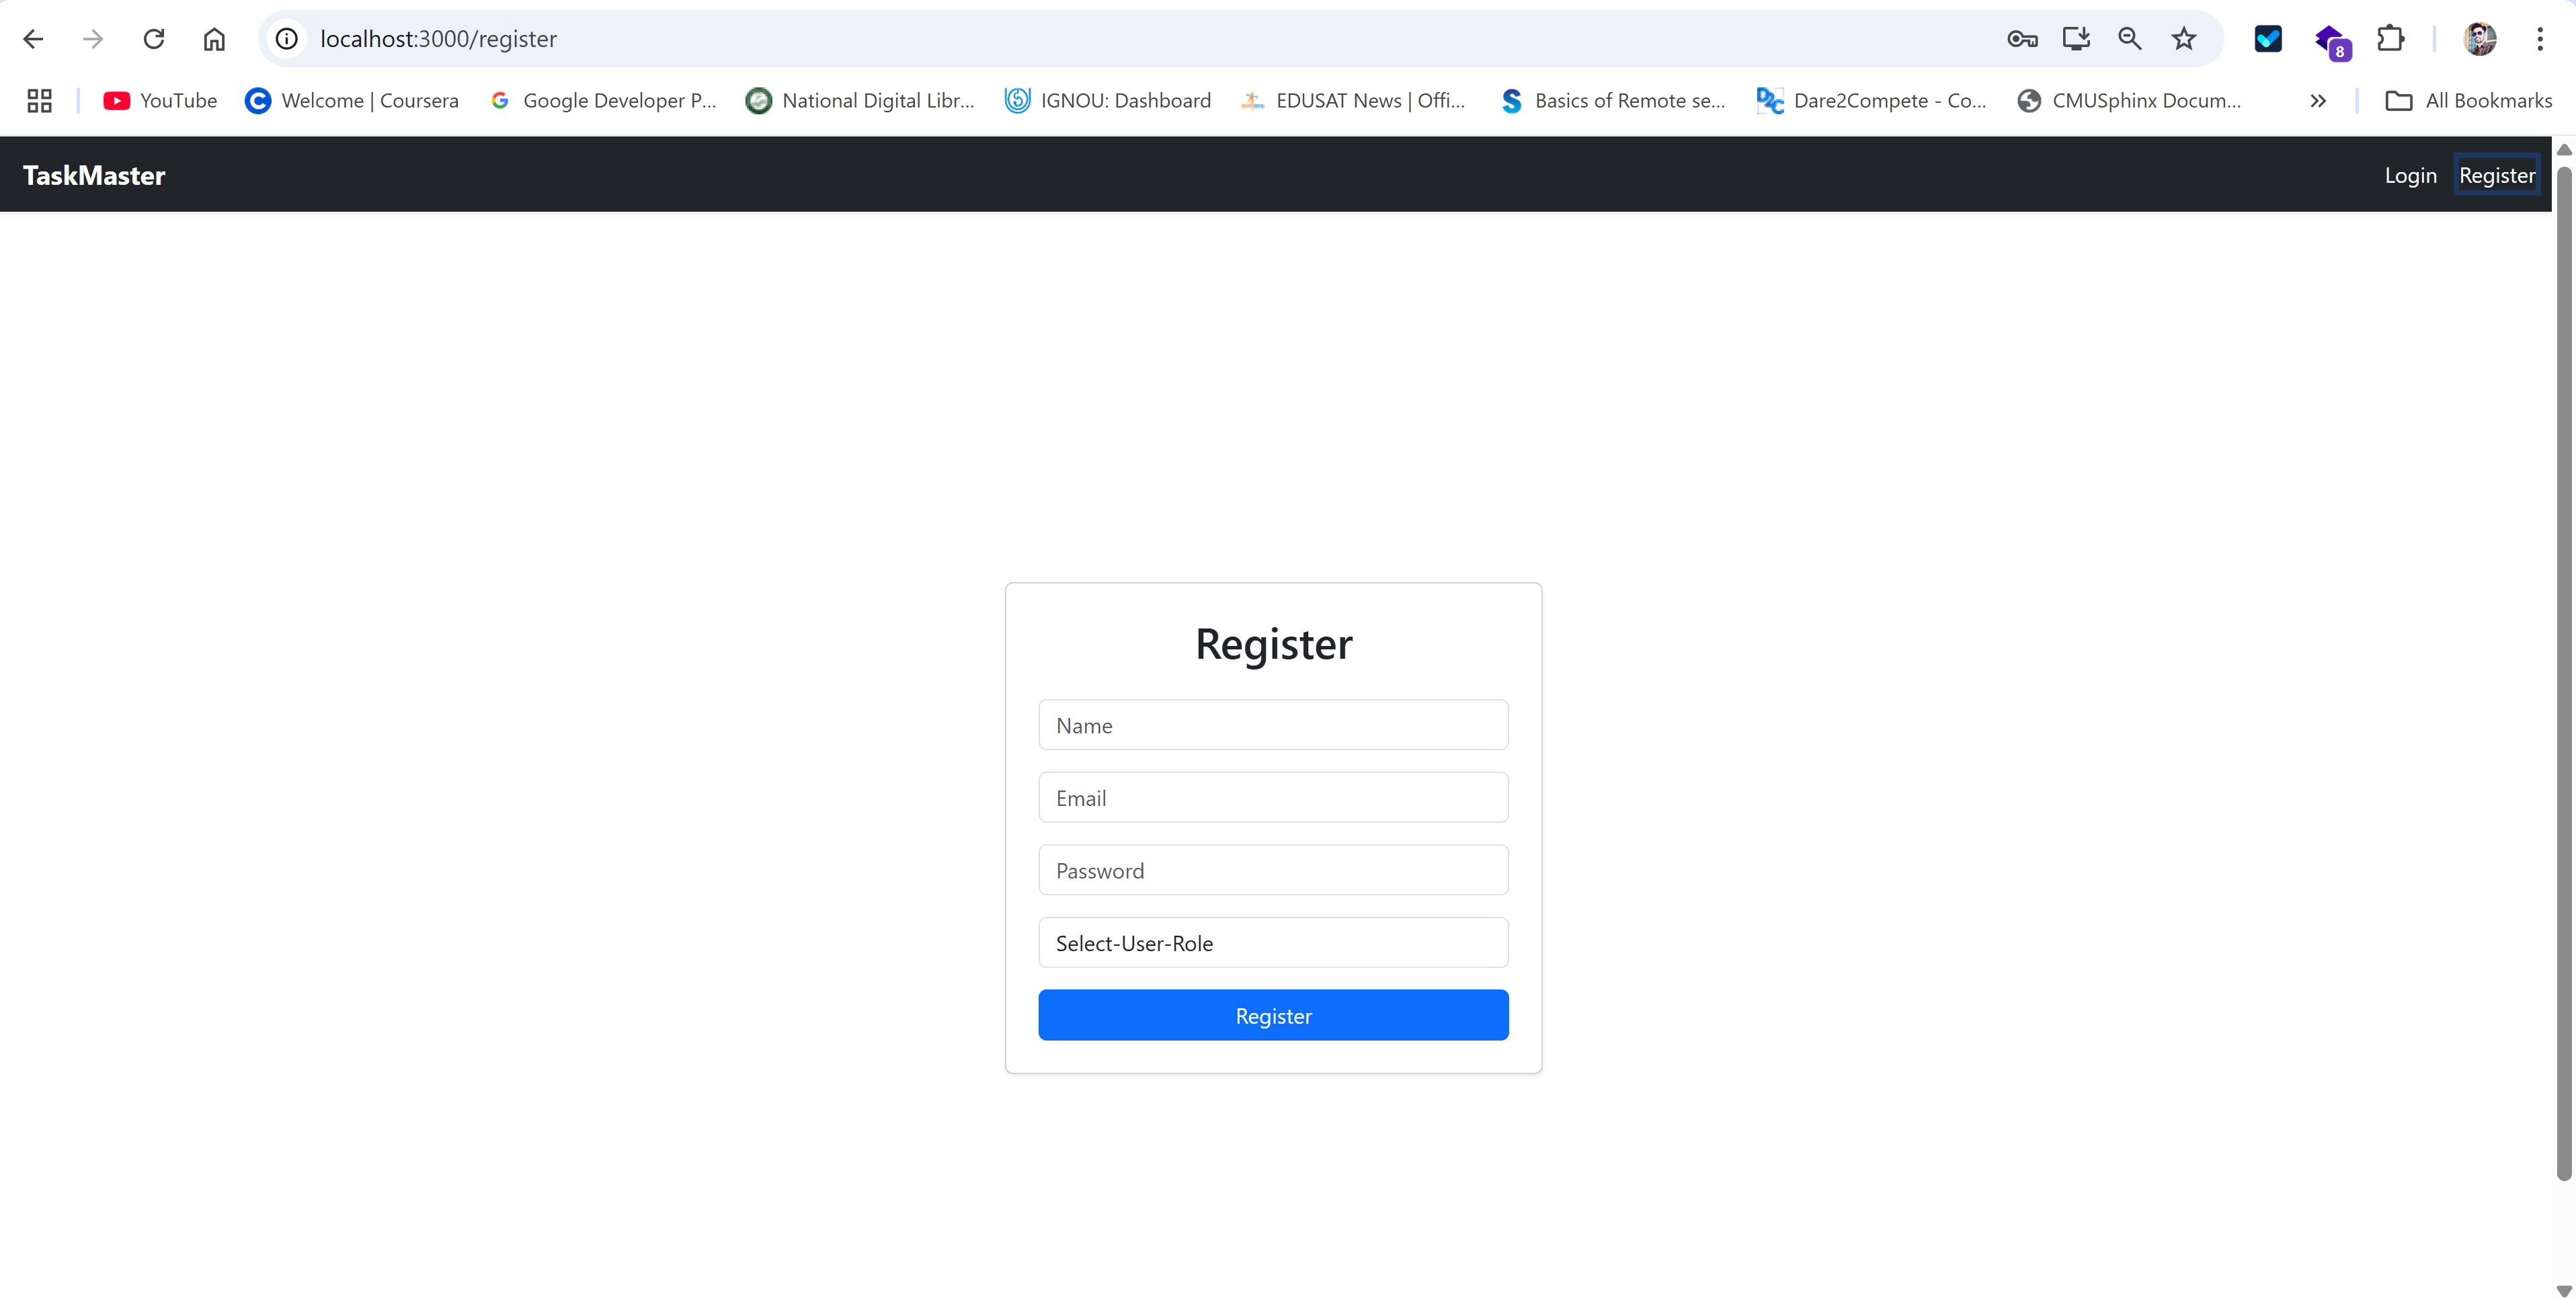 localhost:3000/register
8
YouTube
Welcome | Coursera
Google Developer P...
National Digital Libr...
IGNOU: Dashboard
EDUSAT News | Offi...
Basics of Remote se...
Dare2Compete - Co...
CMUSphinx Docum...
All Bookmarks
TaskMaster
Login
Register
Register
Name
Email
Password
Select-User-Role
Register